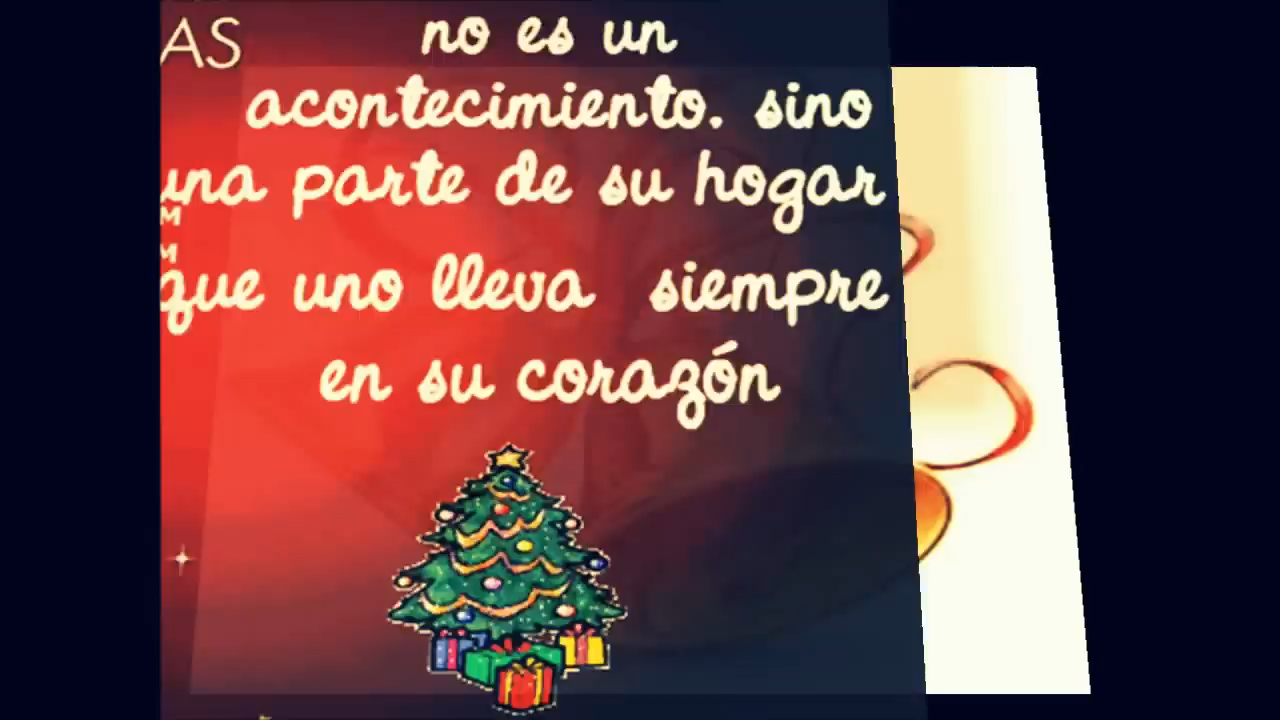 AS
no es un
acontecimiento. sino
una parte de su hogar
M
M
que uno lleva siempre
en su corazón